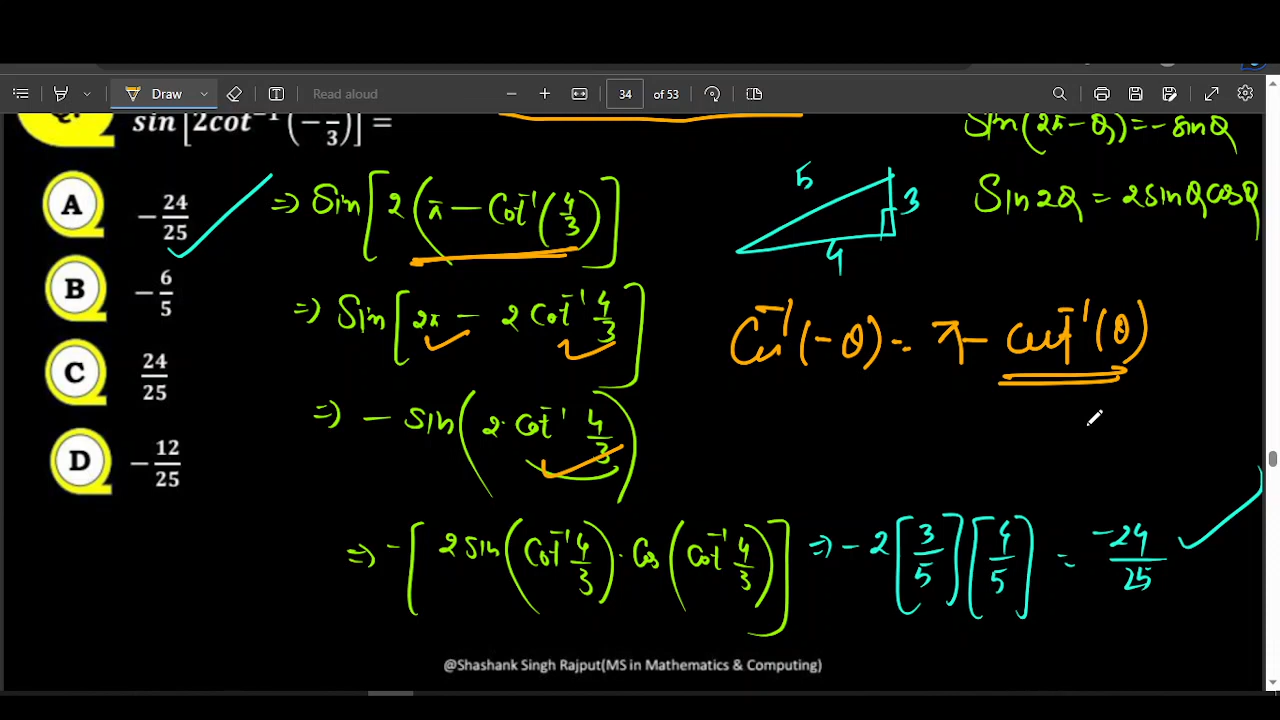 Draw
Read aloud
34 of 53
sin [2cot⁻¹ (−/3)] =
Sin(2π − θ) = − sinθ
A −24/25
⇒ Sin [2 (π − Cot⁻¹ (4/3))]
5
3
4
Sin 2θ = 2 sinθ cosθ
B −6/5
⇒ Sin [2π − 2 Cot⁻¹ 4/3]
Cot⁻¹(−θ) = π − cot⁻¹(θ)
C 24/25
⇒ − Sin (2· Cot⁻¹ 4/3)
D −12/25
⇒ − [2 Sin (Cot⁻¹ 4/3) · Cos (Cot⁻¹ 4/3)] ⇒ − 2 [3/5] [4/5] = −24/25
@Shashank Singh Rajput(MS in Mathematics & Computing)